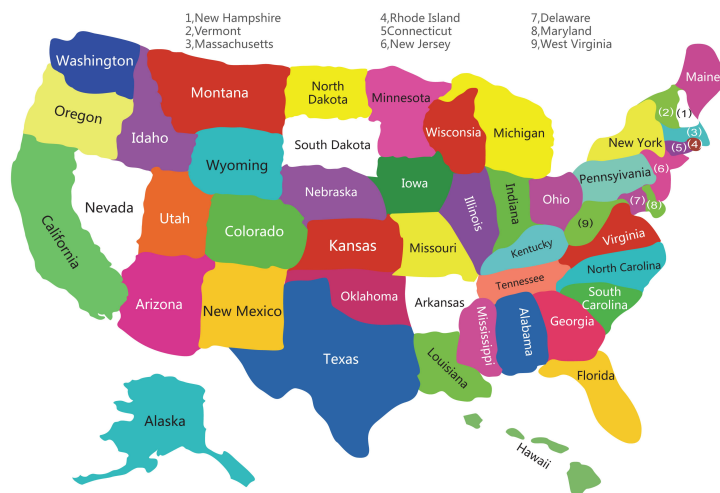 1,New Hampshire
2,Vermont
3,Massachusetts
4,Rhode Island
5Connecticut
6,New Jersey
7,Delaware
8,Maryland
9,West Virginia
Washington
Oregon
Idaho
Montana
North
Dakota
Minnesota
South Dakota
Wyoming
Nebraska
Iowa
Wisconsia
Michigan
Maine
(2)
(1)
(3)
(4)
(5)
New York
Pennsyivania
(6)
(7)
(8)
(9)
Ohio
Indiana
Illinois
Nevada
California
Utah
Colorado
Kansas
Missouri
Kentucky
Virginia
North Carolina
Tennessee
South
Carolina
Arizona
New Mexico
Oklahoma
Arkansas
Texas
Louisiana
Mississippi
Alabama
Georgia
Florida
Alaska
Hawaii